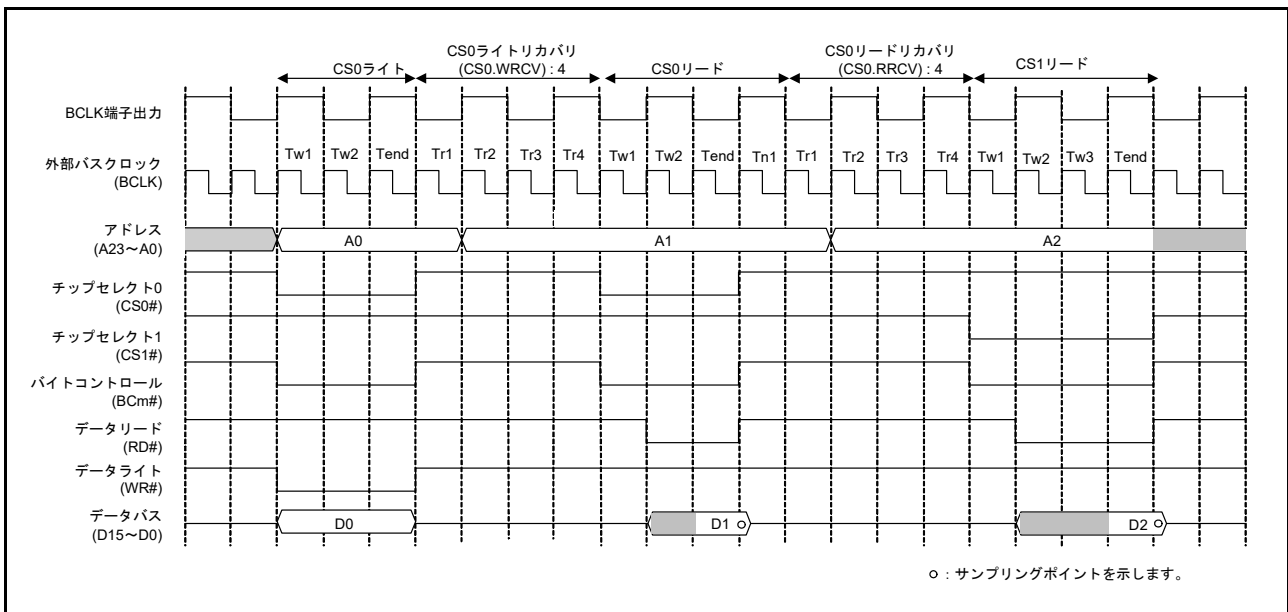 CS0ライト
CS0ライトリカバリ
(CS0.WRCV) : 4
CS0リード
CS0リードリカバリ
(CS0.RRCV) : 4
CS1リード
BCLK端子出力
外部バスクロック
(BCLK)
Tw1 Tw2 Tend Tr1 Tr2 Tr3 Tr4 Tw1 Tw2 Tend Tn1 Tr1 Tr2 Tr3 Tr4 Tw1 Tw2 Tw3 Tend
アドレス
(A23~A0)
A0 A1 A2
チップセレクト0
(CS0#)
チップセレクト1
(CS1#)
バイトコントロール
(BCm#)
データリード
(RD#)
データライト
(WR#)
データバス
(D15~D0)
D0 D1 D2
:サンプリングポイントを示します。